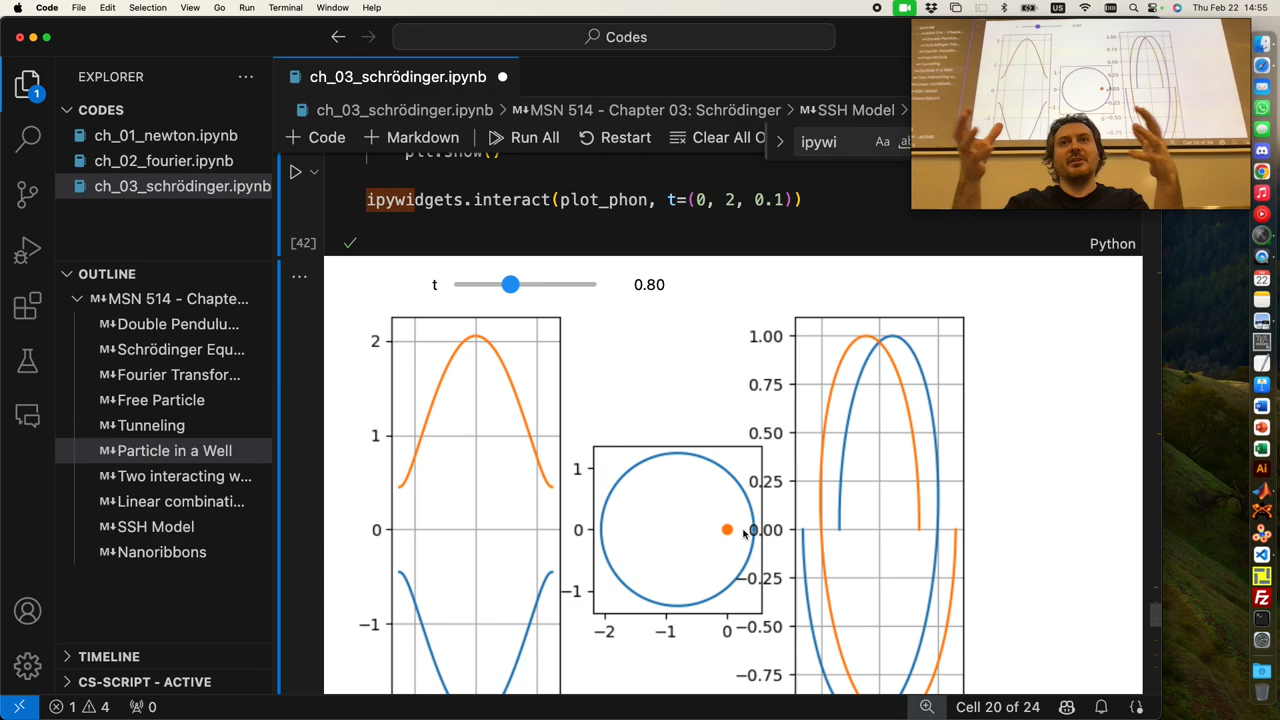 Code File Edit Selection View Go Run Terminal Window Help US Thu Feb 22 14:55
Codes
EXPLORER
CODES
ch_01_newton.ipynb
ch_02_fourier.ipynb
ch_03_schrödinger.ipynb
1
OUTLINE
MSN 514 - Chapte...
Double Pendulu...
Schrödinger Equ...
Fourier Transfor...
Free Particle
Tunneling
Particle in a Well
Two interacting w...
Linear combinati...
SSH Model
Nanoribbons
TIMELINE
CS-SCRIPT - ACTIVE
ch_03_schrödinger.ipynb
ch_03_schrödinger.ipynb > MSN 514 - Chapter 03: Schrödinger > SSH Model >
+ Code + Markdown Run All Restart Clear All O
ipywi Aa ab
plt.show()
ipywidgets.interact(plot_phon, t=(0, 2, 0.1))
[42] Python
t 0.80
2
1
0
−1
1
0
−1
−2 −1 0
1.00
0.75
0.50
0.25
0.00
−0.25
−0.50
−0.75
1 4 0 Cell 20 of 24